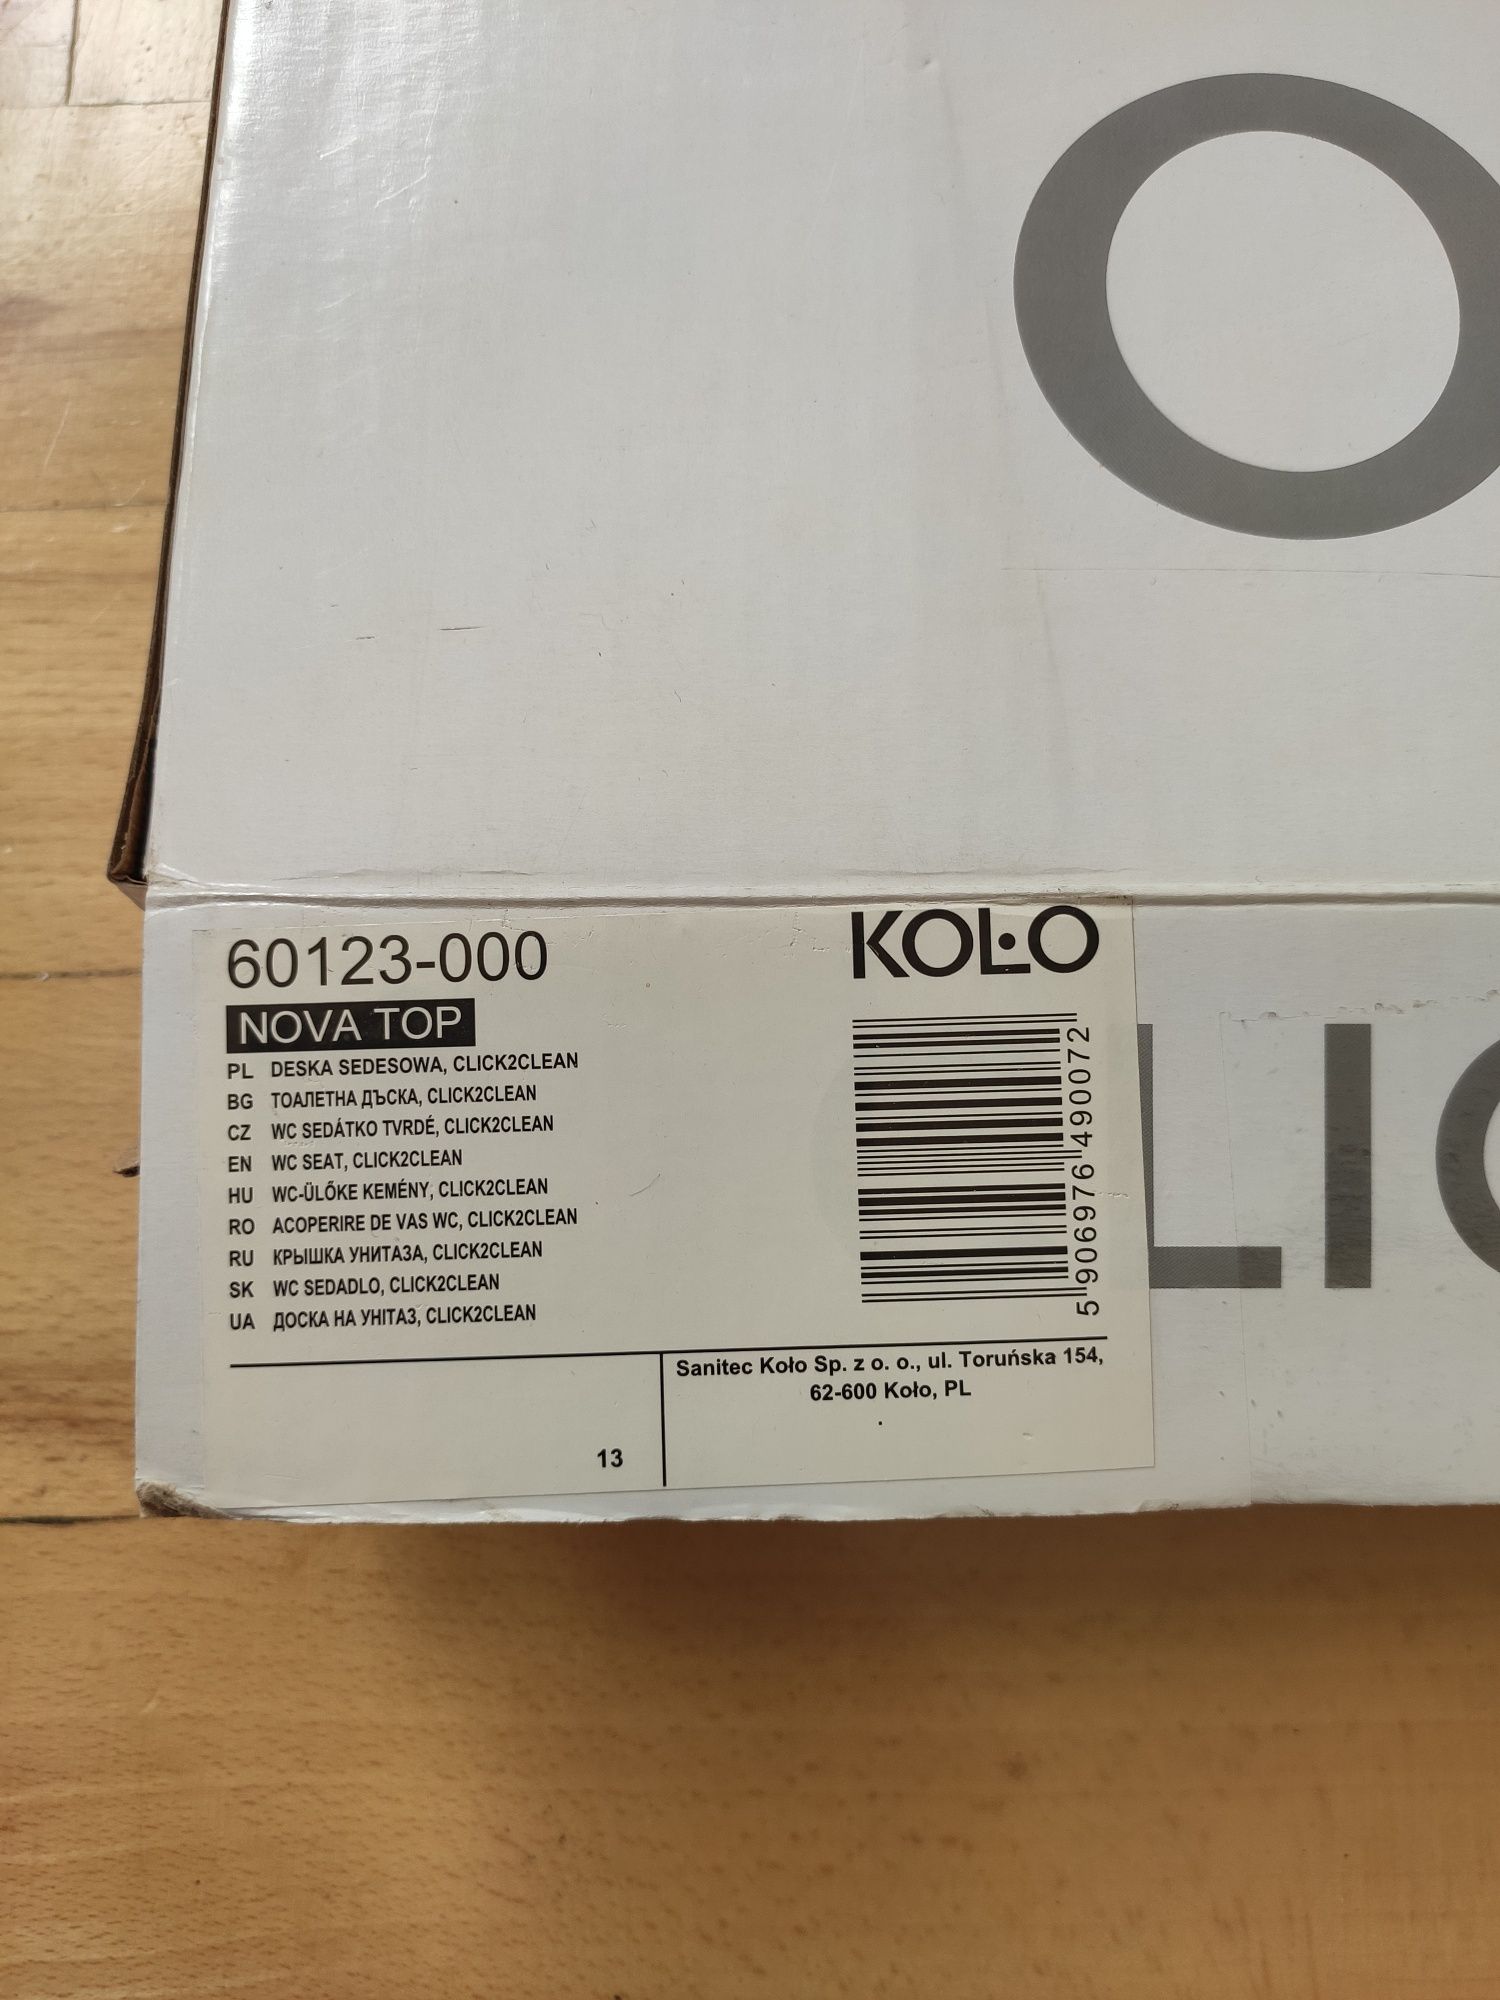 O
60123-000
KOŁO
NOVA TOP
PL DESKA SEDESOWA, CLICK2CLEAN
BG ТОАЛЕТНА ДЪСКА, CLICK2CLEAN
CZ WC SEDÁTKO TVRDÉ, CLICK2CLEAN
EN WC SEAT, CLICK2CLEAN
HU WC-ÜLŐKE KEMÉNY, CLICK2CLEAN
RO ACOPERIRE DE VAS WC, CLICK2CLEAN
RU КРЫШКА УНИТАЗА, CLICK2CLEAN
SK WC SEDADLO, CLICK2CLEAN
UA ДОСКА НА УНІТАЗ, CLICK2CLEAN
5 906976 490072
LIC
Sanitec Koło Sp. z o. o., ul. Toruńska 154,
62-600 Koło, PL
13